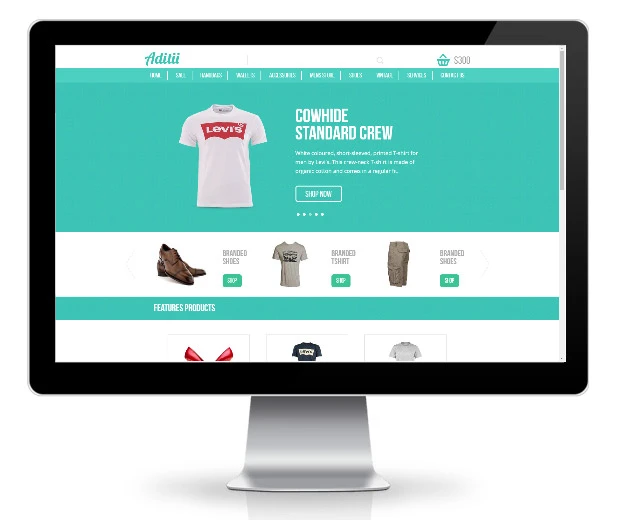 Aditii
$300
HOME SALE HANDBAGS WALLETS ACCESSORIES MENS STORE SHOES VINTAGE SERVICES CONTACT US
Levi's
COWHIDE
STANDARD CREW
White coloured, short-sleeved, printed T-shirt for
men by Levi's. This crew-neck T-shirt is made of
organic cotton and comes in a regular fit.
SHOP NOW
BRANDED
SHOES
SHOP
BRANDED
TSHIRT
SHOP
BRANDED
SHOES
SHOP
FEATURES PRODUCTS
Levi's